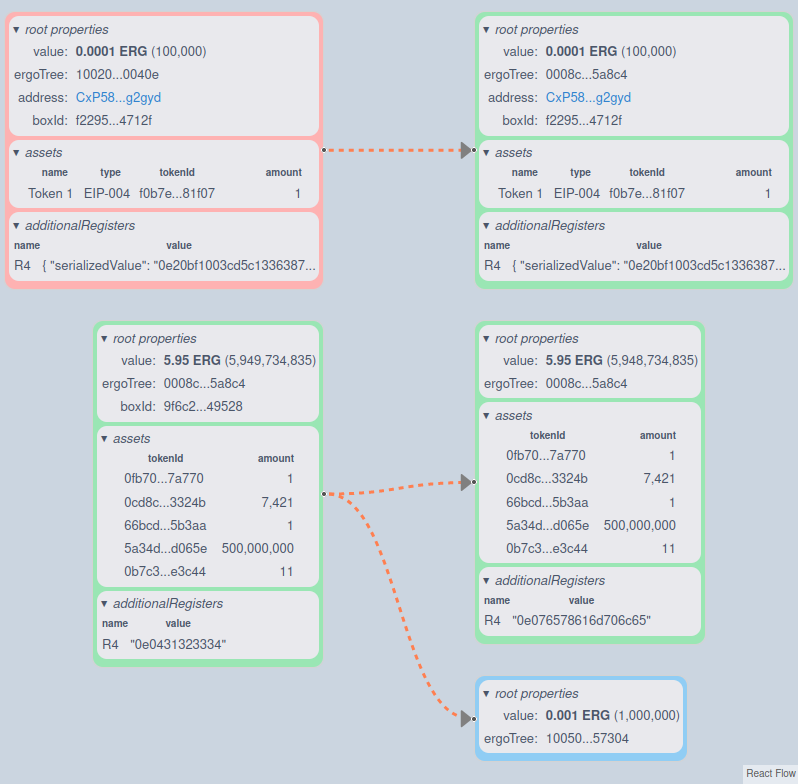 ▾ root properties
value: 0.0001 ERG (100,000)
ergoTree: 10020...0040e
address: CxP58...g2gyd
boxId: f2295...4712f
▾ assets
name type tokenId amount
Token 1 EIP-004 f0b7e...81f07 1
▾ additionalRegisters
name value
R4 { "serializedValue": "0e20bf1003cd5c1336387...
▾ root properties
value: 0.0001 ERG (100,000)
ergoTree: 0008c...5a8c4
address: CxP58...g2gyd
boxId: f2295...4712f
▾ assets
name type tokenId amount
Token 1 EIP-004 f0b7e...81f07 1
▾ additionalRegisters
name value
R4 { "serializedValue": "0e20bf1003cd5c1336387...
▾ root properties
value: 5.95 ERG (5,949,734,835)
ergoTree: 0008c...5a8c4
boxId: 9f6c2...49528
▾ assets
tokenId amount
0fb70...7a770 1
0cd8c...3324b 7,421
66bcd...5b3aa 1
5a34d...d065e 500,000,000
0b7c3...e3c44 11
▾ additionalRegisters
name value
R4 "0e0431323334"
▾ root properties
value: 5.95 ERG (5,948,734,835)
ergoTree: 0008c...5a8c4
▾ assets
tokenId amount
0fb70...7a770 1
0cd8c...3324b 7,421
66bcd...5b3aa 1
5a34d...d065e 500,000,000
0b7c3...e3c44 11
▾ additionalRegisters
name value
R4 "0e076578616d706c65"
▾ root properties
value: 0.001 ERG (1,000,000)
ergoTree: 10050...57304
React Flow